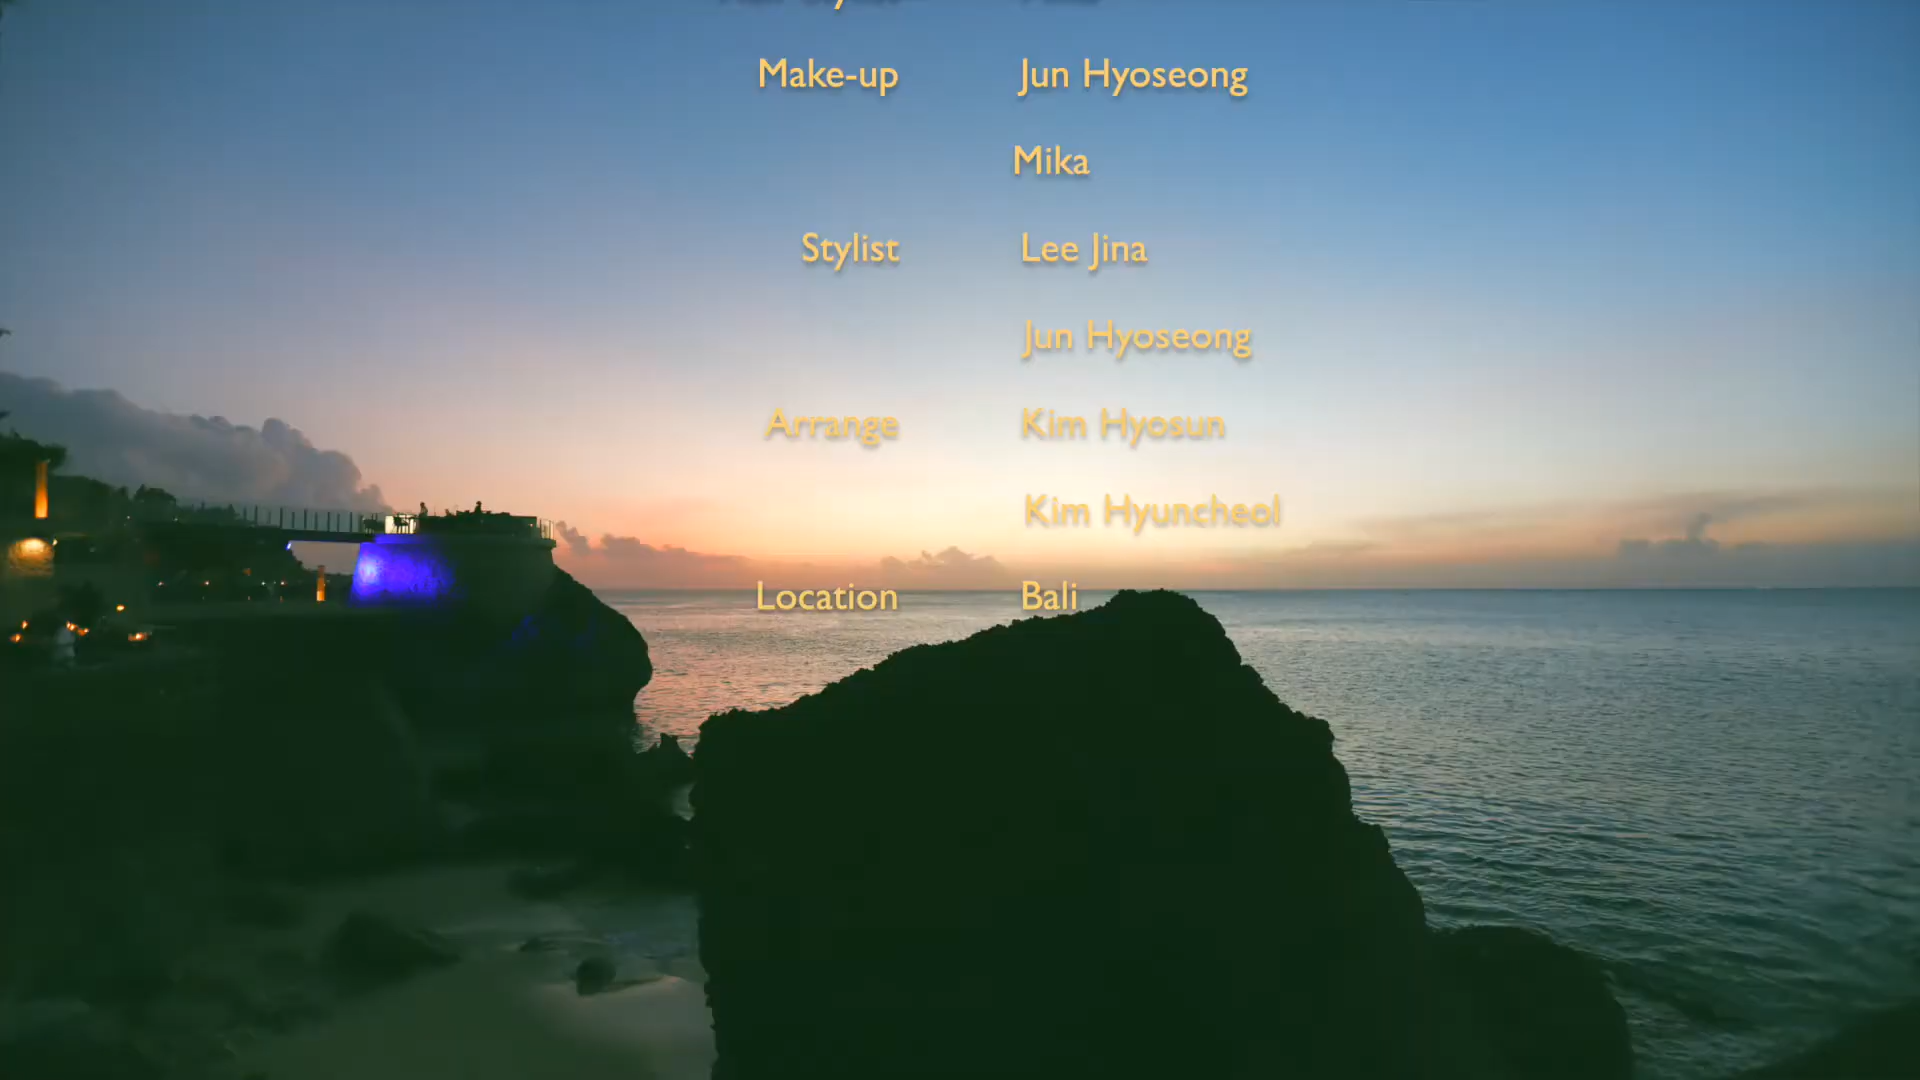 Make-up Jun Hyoseong
Mika
Stylist Lee Jina
Jun Hyoseong
Arrange Kim Hyosun
Kim Hyuncheol
Location Bali